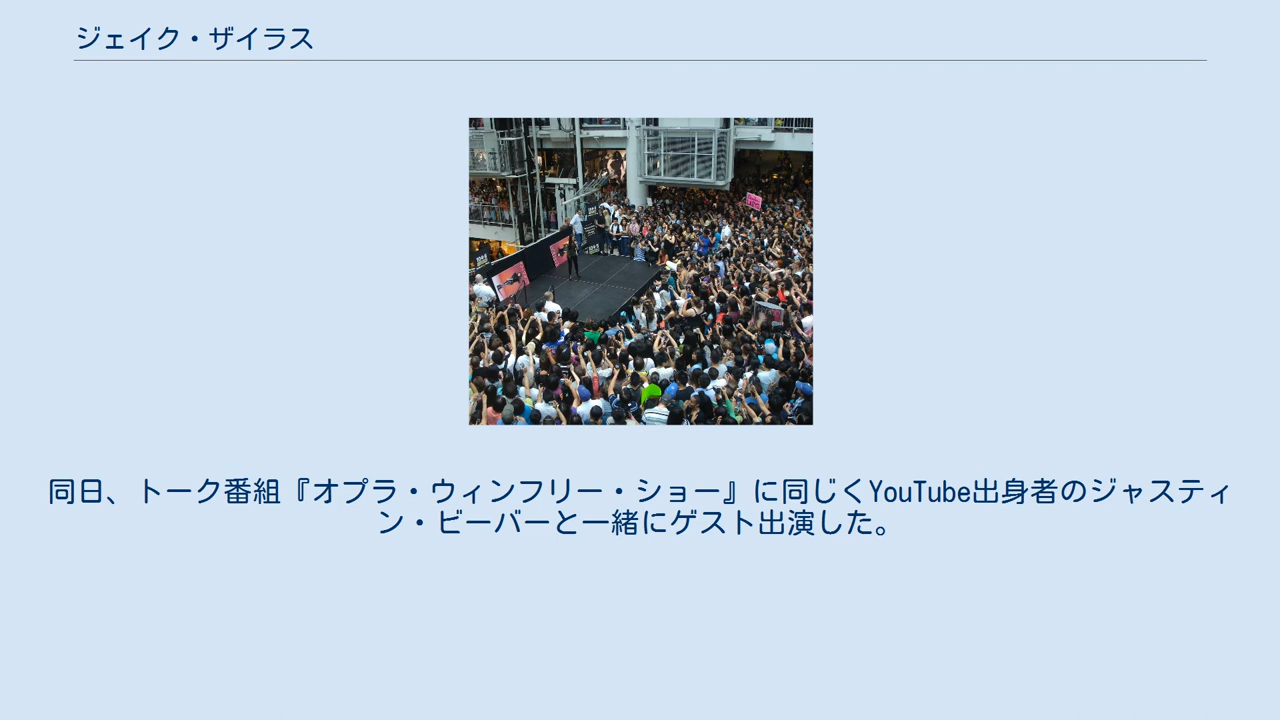 ジェイク・ザイラス
同日、トーク番組『オプラ・ウィンフリー・ショー』に同じくYouTube出身者のジャスティ
ン・ビーバーと一緒にゲスト出演した。